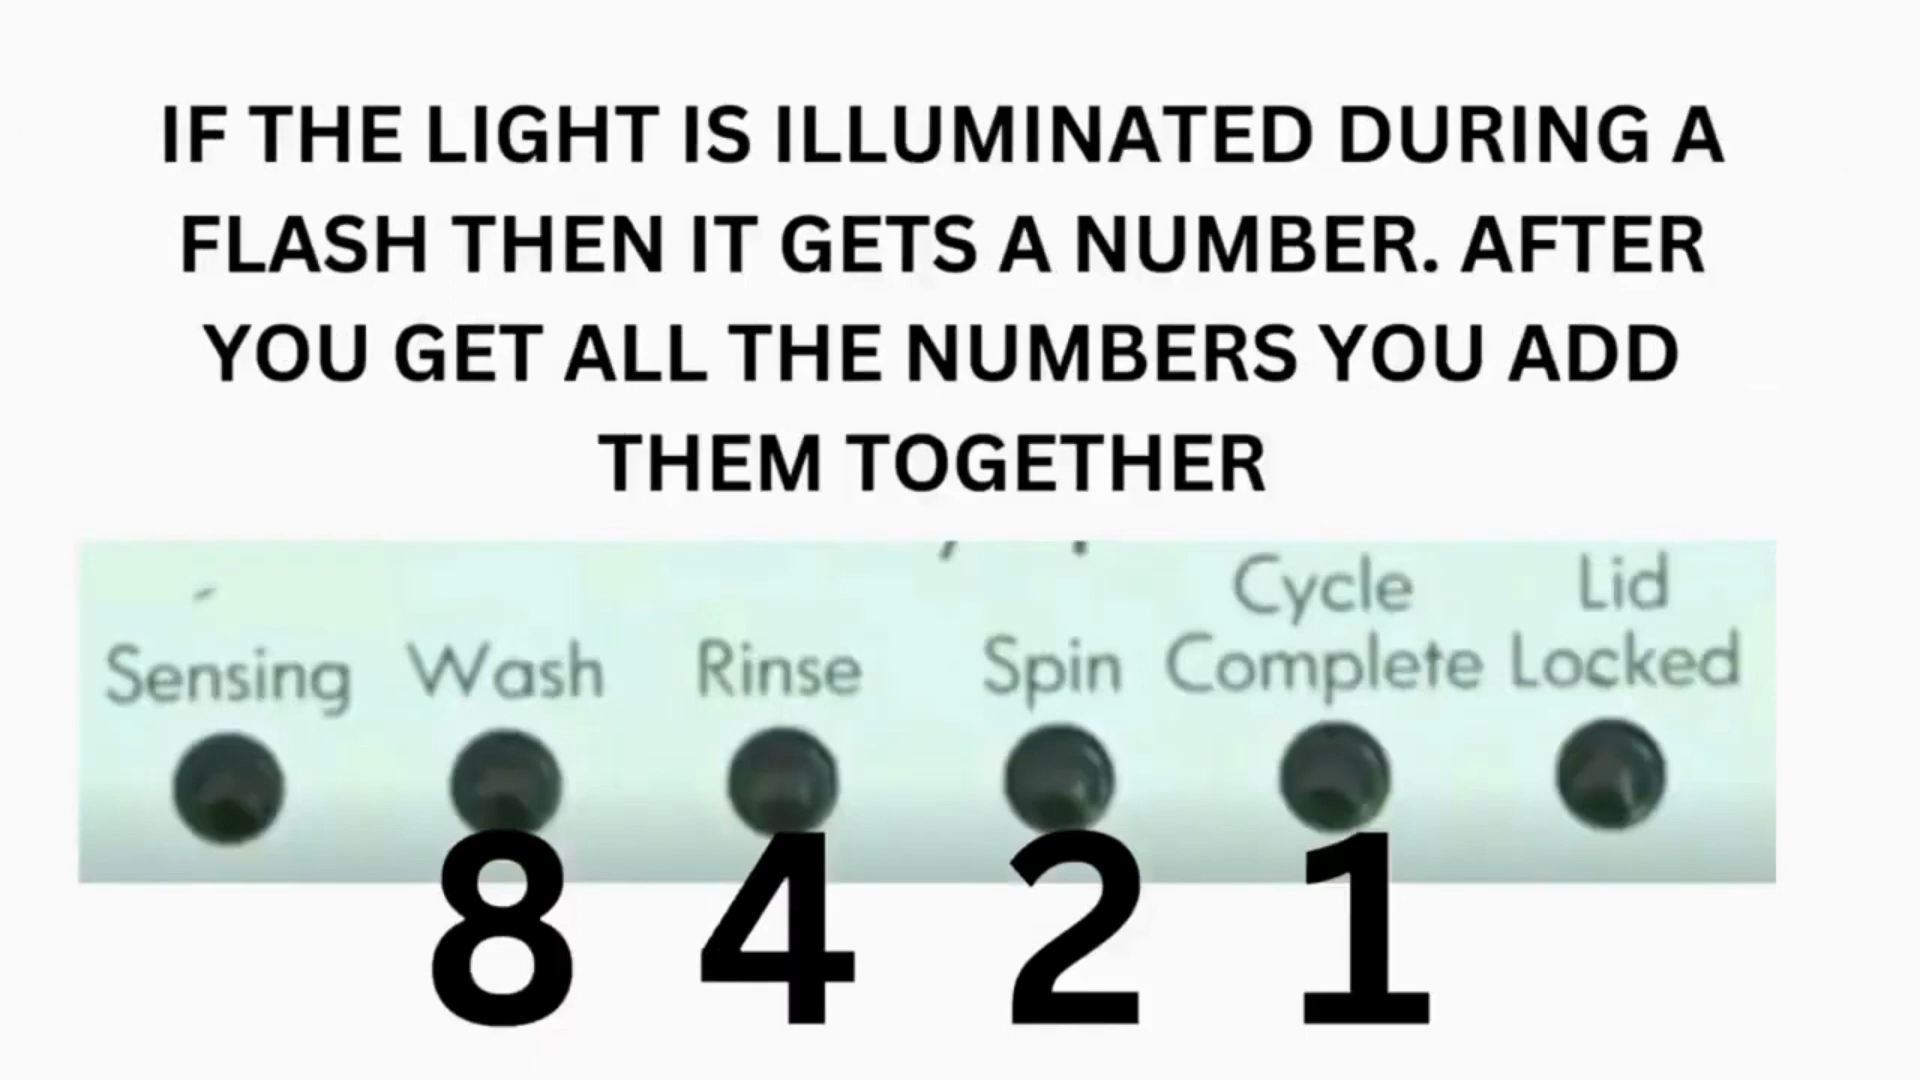 IF THE LIGHT IS ILLUMINATED DURING A
FLASH THEN IT GETS A NUMBER. AFTER
YOU GET ALL THE NUMBERS YOU ADD
THEM TOGETHER
Sensing Wash Rinse Spin Cycle Complete Lid Locked
8 4 2 1